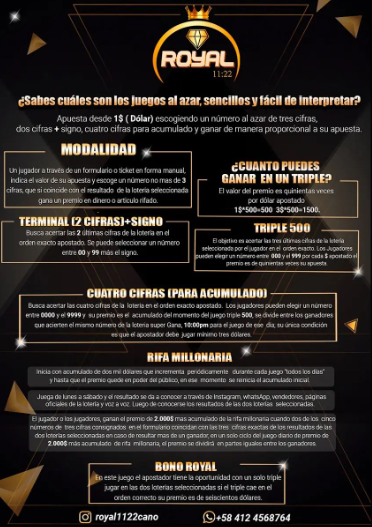 ROYAL
11:22
¿Sabes cuáles son los juegos al azar, sencillos y fácil de interpretar?
Apuesta desde 1$ ( Dólar) escogiendo un número al azar de tres cifras,
dos cifras + signo, cuatro cifras para acumulado y ganar de manera proporcional a su apuesta.
MODALIDAD
Un jugador a través de un formulario o ticket en forma manual,
indica el valor de su apuesta y escoge un número no mas de 3
cifras, que si coincide con el resultado de la lotería seleccionada
gana un premio en dinero o artículo rifado.
¿CUANTO PUEDES
GANAR EN UN TRIPLE?
El valor del premio es quinientas veces
por dólar apostado
1$*500=500 3$*500=1500.
TERMINAL (2 CIFRAS)+SIGNO
Busca acertar las 2 últimas cifras de la lotería en el
orden exacto apostado. Se puede seleccionar un número
entre 00 y 99 más el signo.
TRIPLE 500
El objetivo es acertar las tres últimas cifras de la lotería
seleccionada por el jugador en el orden exacto. Los Jugadores
pueden elegir un número entre 000 y el 999 por cada $ apostado el
premio es de quinientas veces su apuesta.
CUATRO CIFRAS (PARA ACUMULADO)
Busca acertar las cuatro cifras de la lotería en el orden exacto apostado. Los jugadores pueden elegir un número
entre 0000 y el 9999 y su premio es el acumulado del momento del juego triple 500, se divide entre los ganadores
que acierten el mismo número de la lotería super Gana, 10:00pm para el juego de ese día; su única condición
es que el apostador debe jugar mínimo tres dólares.
RIFA MILLONARIA
Inicia con acumulado de dos mil dólares que incrementa periódicamente durante cada juego "todos los días"
y hasta que el premio quede en poder del público, en ese momento se reinicia el acumulado inicial.
Juega de lunes a sábado y el resultado se da a conocer a través de Instagram, whatsApp, vendedores, páginas
oficiales de la lotería y voz a voz. Luego de conocerse los resultados de las dos loterías seleccionadas.
El jugador o los jugadores, ganan el premio de 2.000$ mas acumulado de la rifa millonaria cuando dos de los cinco
números de tres cifras consignados en el formulario coincidan con las tres cifras exactas de los resultados de las
dos loterías seleccionadas en caso de resultar mas de un ganador, en un solo ciclo del juego diario de premio de
2.000$ más acumulado de rifa millonaria, el premio se dividirá en partes iguales entre los ganadores.
BONO ROYAL
En este juego el apostador tiene la oportunidad con un solo triple
jugar en las dos loterías seleccionadas si el triple cae en el
orden correcto su premio es de seiscientos dólares.
royal1122cano
+58 412 4568764